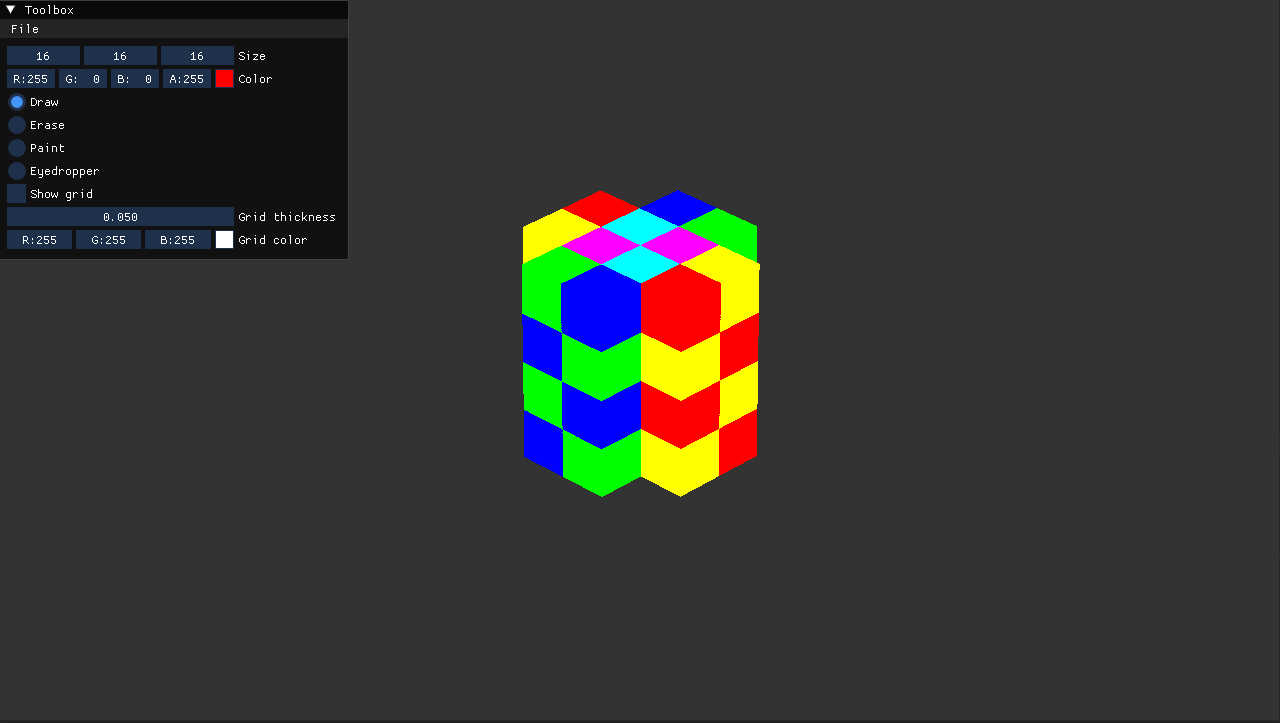 Toolbox
File
16 16 16 Size
R:255 G: 0 B: 0 A:255 Color
Draw
Erase
Paint
Eyedropper
Show grid
0.050 Grid thickness
R:255 G:255 B:255 Grid color